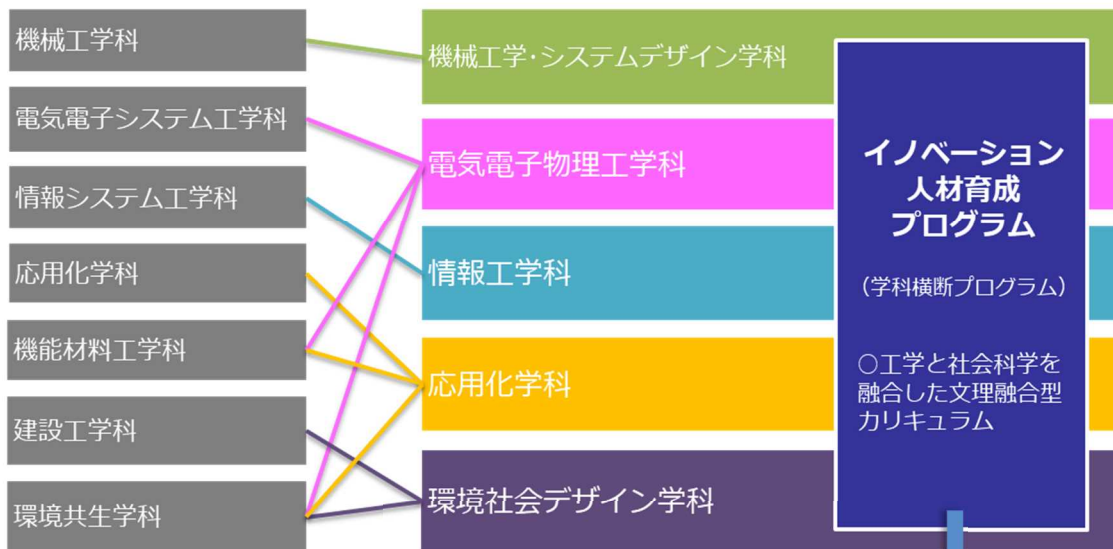 機械工学科
電気電子システム工学科
情報システム工学科
応用化学科
機能材料工学科
建設工学科
環境共生学科
機械工学・システムデザイン学科
電気電子物理工学科
情報工学科
応用化学科
環境社会デザイン学科
イノベーション
人材育成
プログラム
（学科横断プログラム）
○工学と社会科学を
融合した文理融合型
カリキュラム